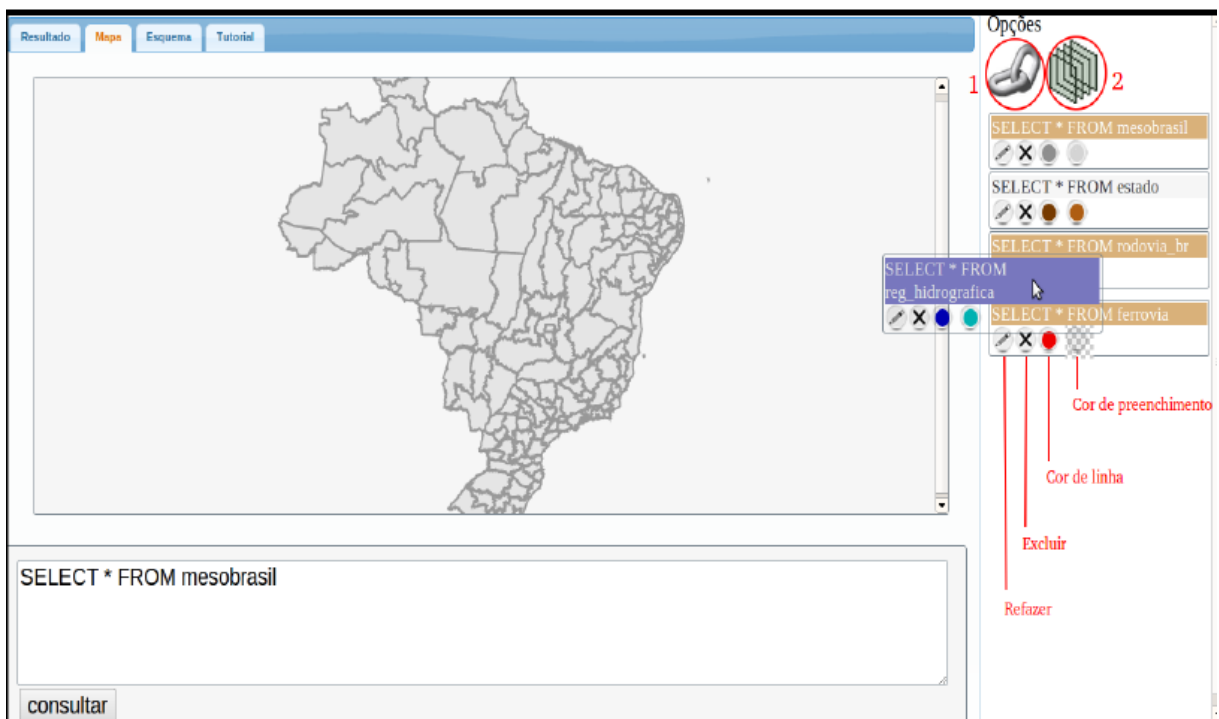 Resultado
Mapa
Esquema
Tutorial
Opções
1
2
SELECT * FROM mesobrasil
SELECT * FROM estado
SELECT * FROM rodovia_br
SELECT * FROM
reg_hidrografica
SELECT * FROM ferrovia
Cor de preenchimento
Cor de linha
Excluir
Refazer
SELECT * FROM mesobrasil
consultar